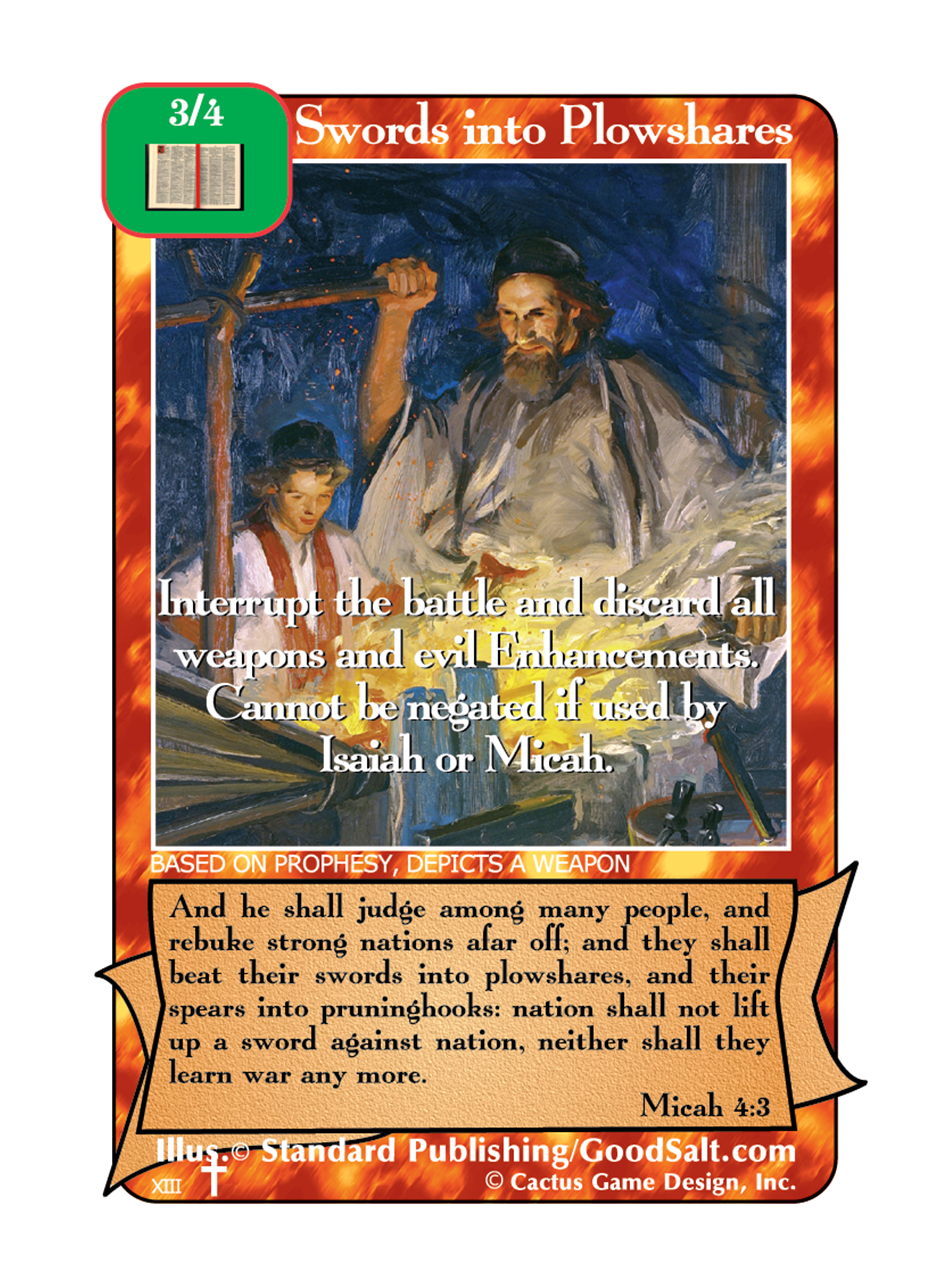 3/4
Swords into Plowshares
Interrupt the battle and discard all
weapons and evil Enhancements.
Cannot be negated if used by
Isaiah or Micah.
BASED ON PROPHESY, DEPICTS A WEAPON
And he shall judge among many people, and
rebuke strong nations afar off; and they shall
beat their swords into plowshares, and their
spears into pruninghooks: nation shall not lift
up a sword against nation, neither shall they
learn war any more.
Micah 4:3
Illus.© Standard Publishing/GoodSalt.com
XIII
© Cactus Game Design, Inc.